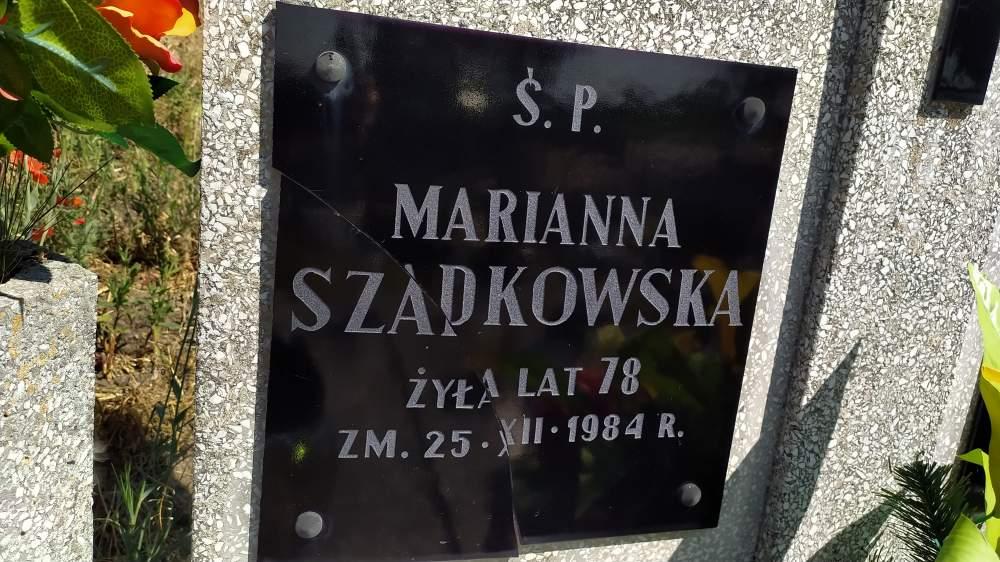 Ś. P.
MARIANNA
SZADKOWSKA
ŻYŁA LAT 78
ZM. 25 · XII · 1984 R.